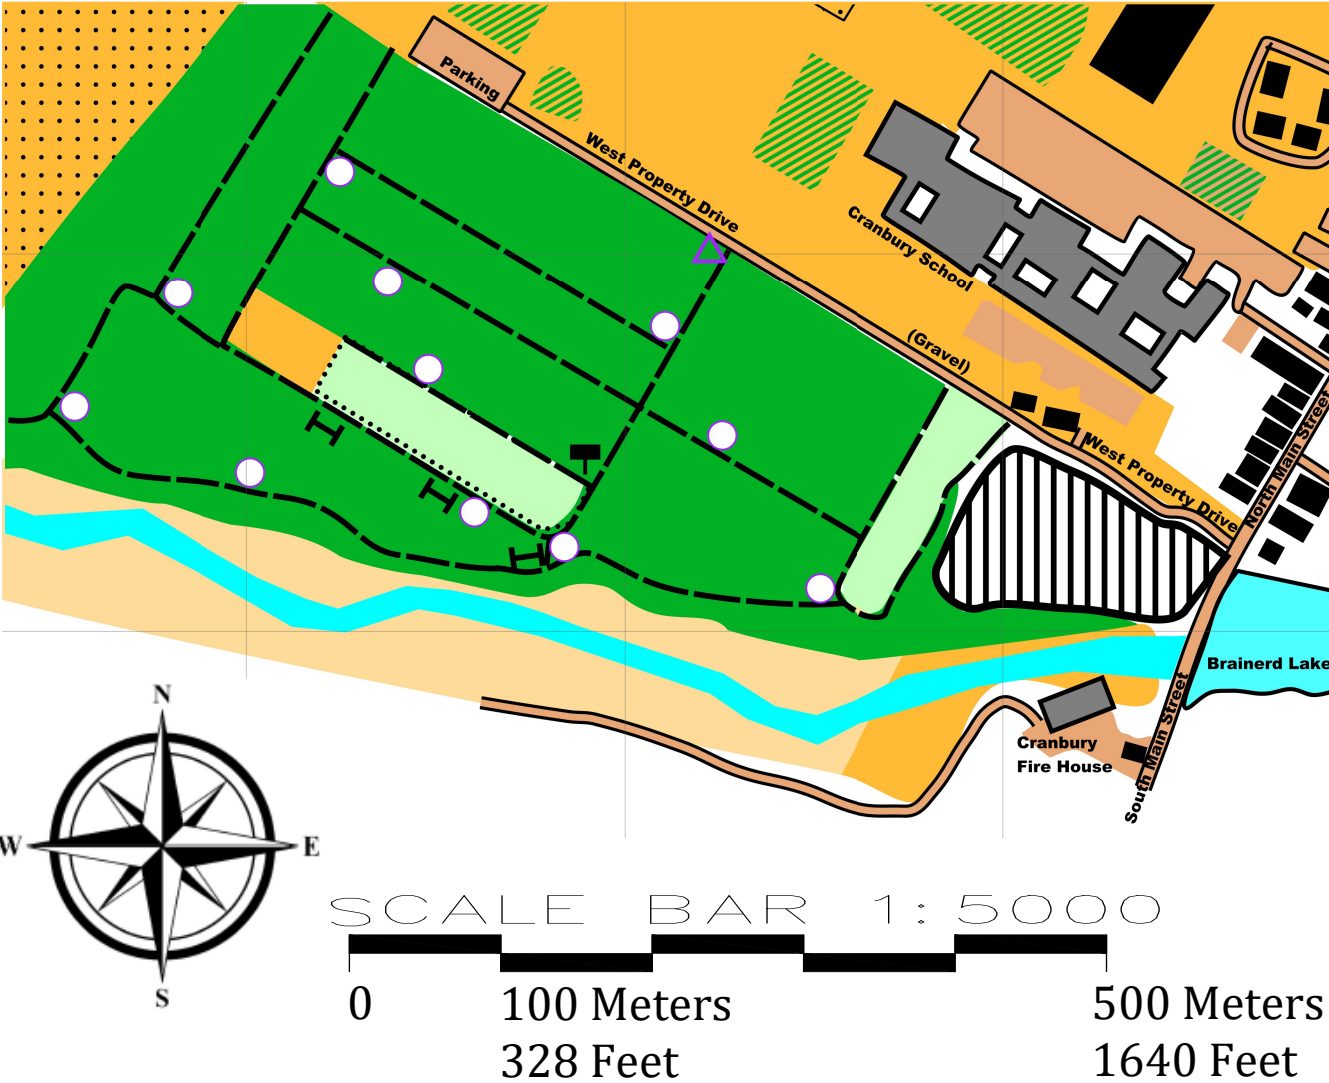 Parking
West Property Drive
Cranbury School
(Gravel)
West Property Drive
North Main Street
Brainerd Lake
Cranbury
Fire House
South Main Street
N
W
E
S
SCALE BAR 1:5000
0
100 Meters
500 Meters
328 Feet
1640 Feet